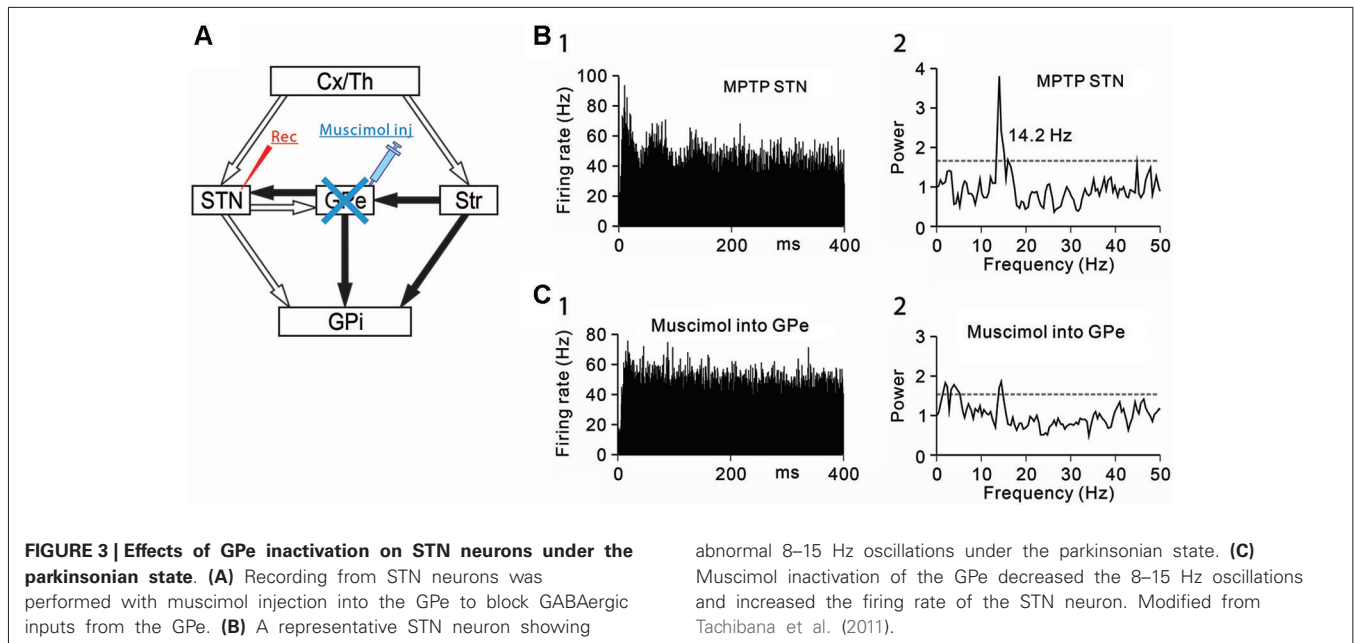 A
Cx/Th
Rec
Muscimol inj
STN
GPe
Str
GPi
B
1
MPTP STN
Firing rate (Hz)
100
80
60
40
20
0
0
200
ms
400
2
MPTP STN
14.2 Hz
Power
4
3
2
1
0
0
10
20
30
40
50
Frequency (Hz)
C
1
Muscimol into GPe
Firing rate (Hz)
80
60
40
20
0
0
200
ms
400
2
Muscimol into GPe
Power
3
2
1
0
0
10
20
30
40
50
Frequency (Hz)
FIGURE 3 | Effects of GPe inactivation on STN neurons under the
parkinsonian state. (A) Recording from STN neurons was
performed with muscimol injection into the GPe to block GABAergic
inputs from the GPe. (B) A representative STN neuron showing
abnormal 8–15 Hz oscillations under the parkinsonian state. (C)
Muscimol inactivation of the GPe decreased the 8–15 Hz oscillations
and increased the firing rate of the STN neuron. Modified from
Tachibana et al. (2011).